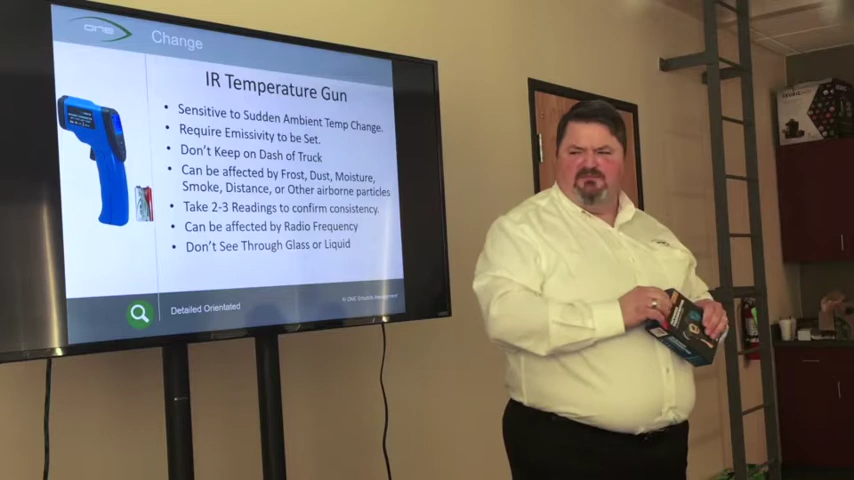 one
Change
IR Temperature Gun
• Sensitive to Sudden Ambient Temp Change.
• Require Emissivity to be Set.
• Don't Keep on Dash of Truck
• Can be affected by Frost, Dust, Moisture,
Smoke, Distance, or Other airborne particles
• Take 2-3 Readings to confirm consistency.
• Can be affected by Radio Frequency
• Don't See Through Glass or Liquid
Detailed Orientated